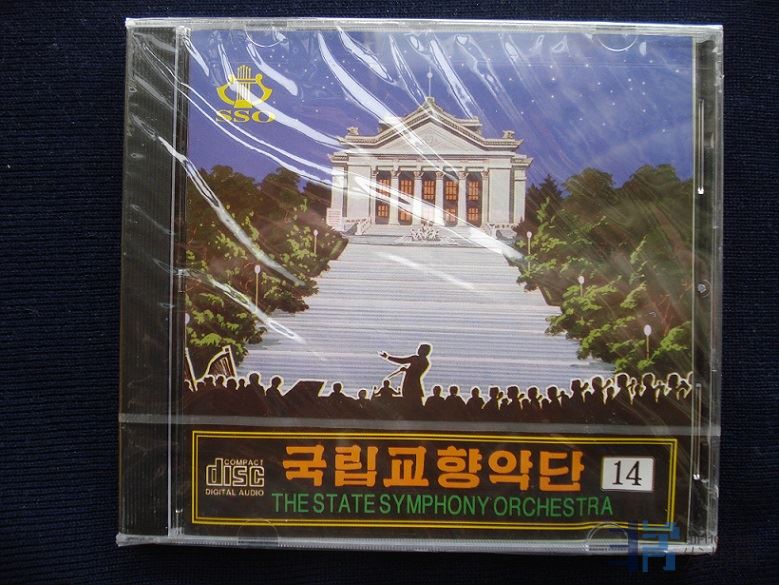 SSO
COMPACT
disc
DIGITAL AUDIO
국립교향악단 14
THE STATE SYMPHONY ORCHESTRA